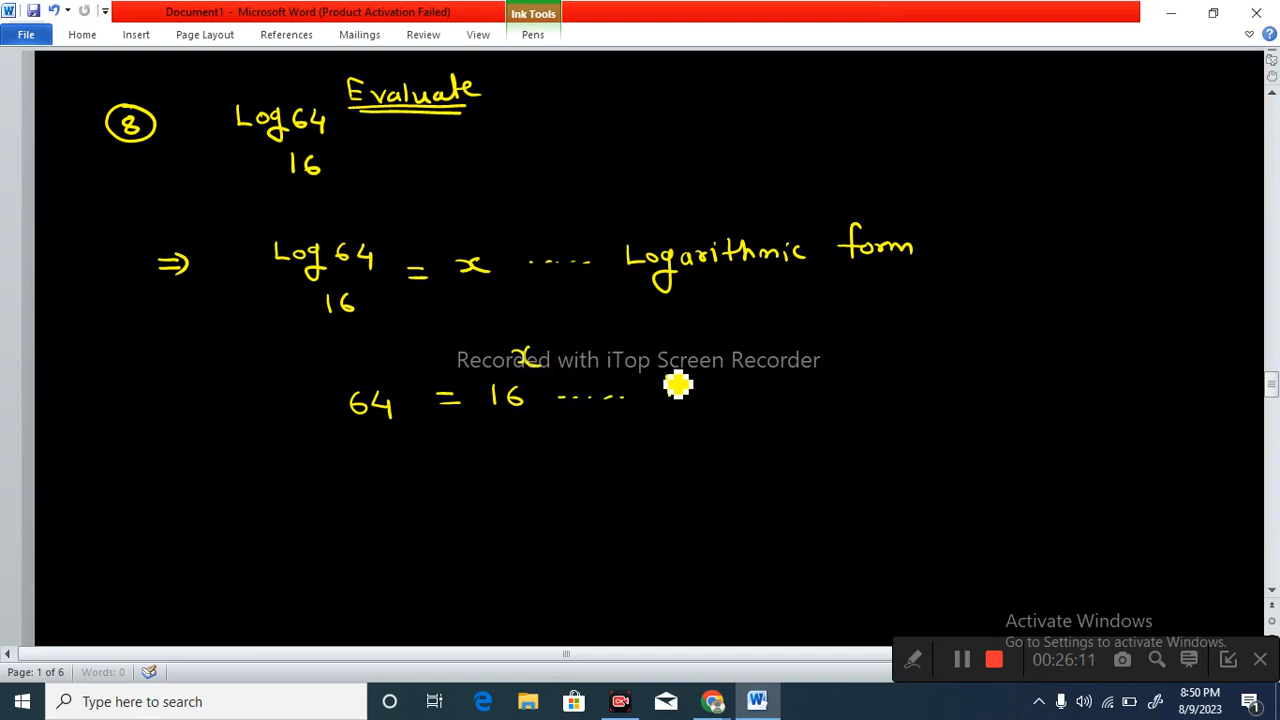 Document1 - Microsoft Word (Product Activation Failed)
Ink Tools
File Home Insert Page Layout References Mailings Review View Pens
Evaluate
8 Log 64
16
⇒ Log 64 = x ..... Logarithmic form
16
x
Recorded with iTop Screen Recorder
64 = 16 .....
Activate Windows
Go to Settings to activate Windows.
00:26:11
Page: 1 of 6 Words: 0
Type here to search
8:50 PM
8/9/2023
1